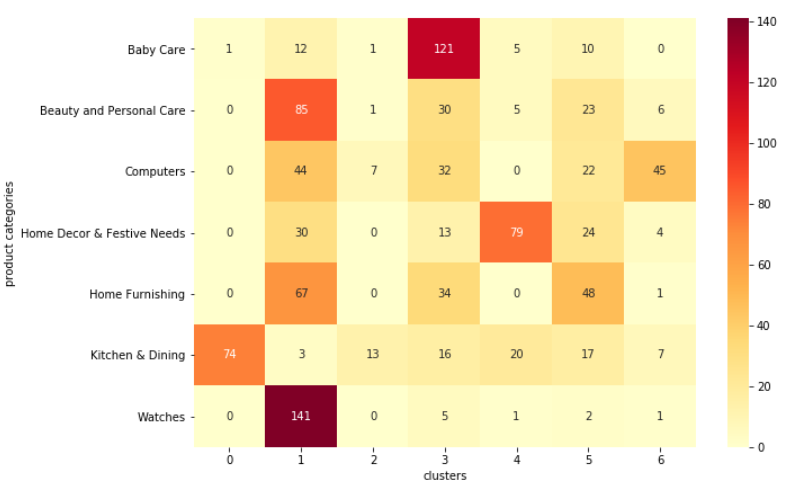 product categories
Baby Care 1 12 1 121 5 10 0
Beauty and Personal Care 0 85 1 30 5 23 6
Computers 0 44 7 32 0 22 45
Home Decor & Festive Needs 0 30 0 13 79 24 4
Home Furnishing 0 67 0 34 0 48 1
Kitchen & Dining 74 3 13 16 20 17 7
Watches 0 141 0 5 1 2 1
0 1 2 3 4 5 6
clusters
140
120
100
80
60
40
20
0